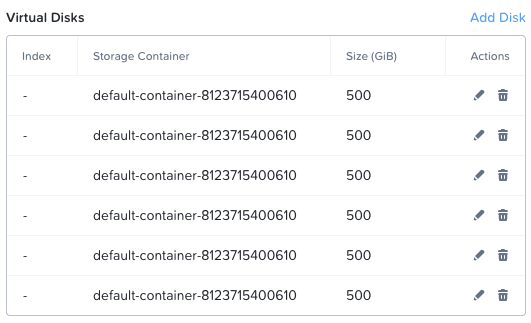 Virtual Disks Add Disk
Index Storage Container Size (GiB) Actions
- default-container-8123715400610 500
- default-container-8123715400610 500
- default-container-8123715400610 500
- default-container-8123715400610 500
- default-container-8123715400610 500
- default-container-8123715400610 500